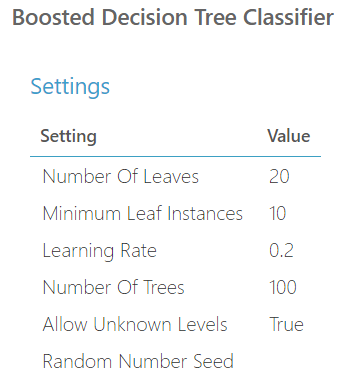 Boosted Decision Tree Classifier
Settings
Setting Value
Number Of Leaves 20
Minimum Leaf Instances 10
Learning Rate 0.2
Number Of Trees 100
Allow Unknown Levels True
Random Number Seed